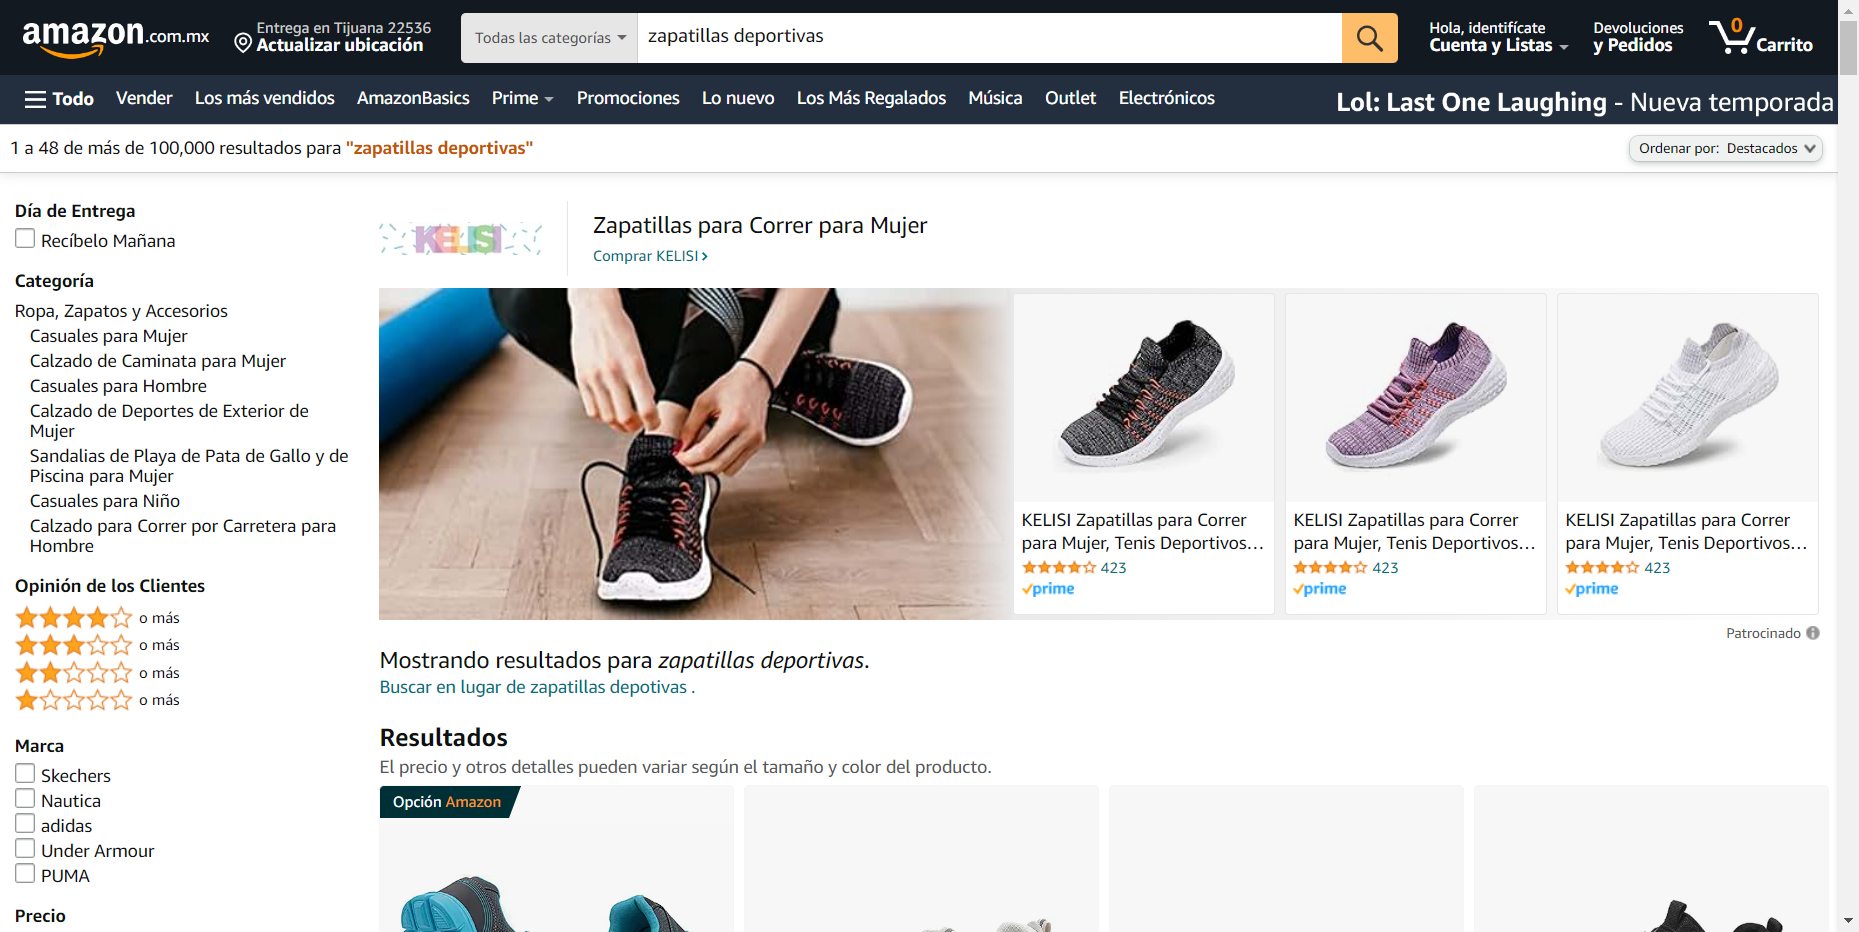 amazon.com.mx
Entrega en Tijuana 22536
Actualizar ubicación
Todas las categorías
zapatillas deportivas
Hola, identifícate
Cuenta y Listas
Devoluciones
y Pedidos
0
Carrito
Todo
Vender
Los más vendidos
AmazonBasics
Prime
Promociones
Lo nuevo
Los Más Regalados
Música
Outlet
Electrónicos
Lol: Last One Laughing - Nueva temporada
1 a 48 de más de 100,000 resultados para "zapatillas deportivas"
Ordenar por: Destacados
Día de Entrega
Recíbelo Mañana
Categoría
Ropa, Zapatos y Accesorios
Casuales para Mujer
Calzado de Caminata para Mujer
Casuales para Hombre
Calzado de Deportes de Exterior de
Mujer
Sandalias de Playa de Pata de Gallo y de
Piscina para Mujer
Casuales para Niño
Calzado para Correr por Carretera para
Hombre
Opinión de los Clientes
o más
o más
o más
o más
Marca
Skechers
Nautica
adidas
Under Armour
PUMA
Precio
KELISI
Zapatillas para Correr para Mujer
Comprar KELISI
KELISI Zapatillas para Correr
para Mujer, Tenis Deportivos…
423
prime
KELISI Zapatillas para Correr
para Mujer, Tenis Deportivos…
423
prime
KELISI Zapatillas para Correr
para Mujer, Tenis Deportivos…
423
prime
Patrocinado
Mostrando resultados para zapatillas deportivas.
Buscar en lugar de zapatillas depotivas .
Resultados
El precio y otros detalles pueden variar según el tamaño y color del producto.
Opción Amazon